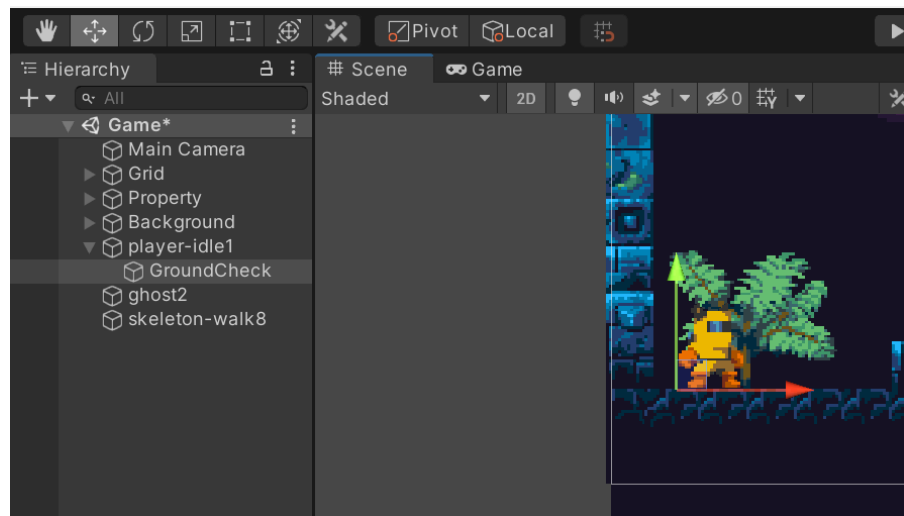 Pivot Local
Hierarchy
# Scene Game
All
Shaded 2D 0
Game*
Main Camera
Grid
Property
Background
player-idle1
GroundCheck
ghost2
skeleton-walk8